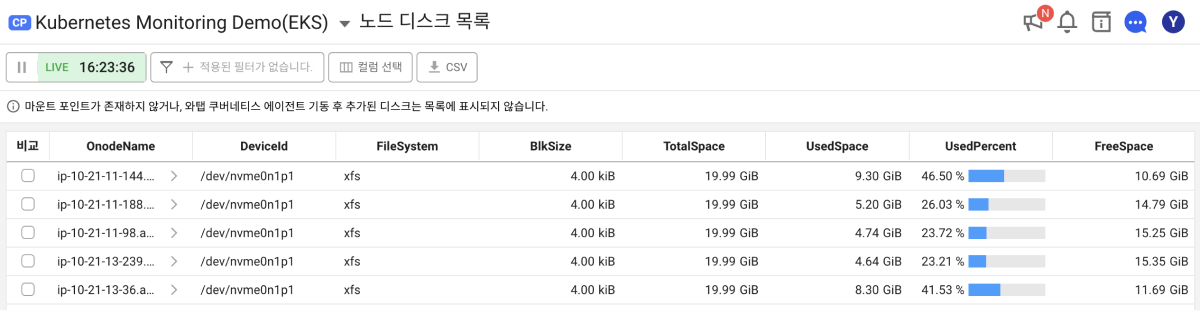 CP Kubernetes Monitoring Demo(EKS) 노드 디스크 목록 N Y
LIVE 16:23:36 적용된 필터가 없습니다. 컬럼 선택 CSV
마운트 포인트가 존재하지 않거나, 와탭 쿠버네티스 에이전트 기동 후 추가된 디스크는 목록에 표시되지 않습니다.
비교 OnodeName DeviceId FileSystem BlkSize TotalSpace UsedSpace UsedPercent FreeSpace
ip-10-21-11-144.... /dev/nvme0n1p1 xfs 4.00 kiB 19.99 GiB 9.30 GiB 46.50 % 10.69 GiB
ip-10-21-11-188.... /dev/nvme0n1p1 xfs 4.00 kiB 19.99 GiB 5.20 GiB 26.03 % 14.79 GiB
ip-10-21-11-98.a... /dev/nvme0n1p1 xfs 4.00 kiB 19.99 GiB 4.74 GiB 23.72 % 15.25 GiB
ip-10-21-13-239.... /dev/nvme0n1p1 xfs 4.00 kiB 19.99 GiB 4.64 GiB 23.21 % 15.35 GiB
ip-10-21-13-36.a... /dev/nvme0n1p1 xfs 4.00 kiB 19.99 GiB 8.30 GiB 41.53 % 11.69 GiB